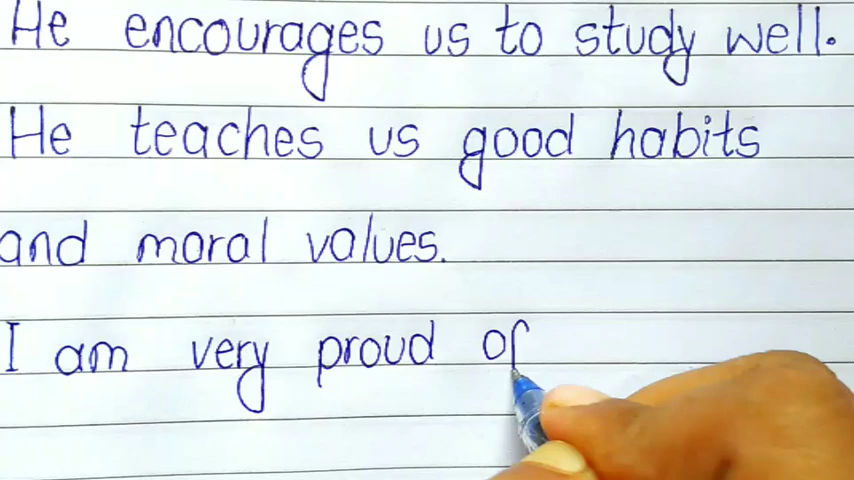 He encourages us to study well.
He teaches us good habits
and moral values.
I am very proud of